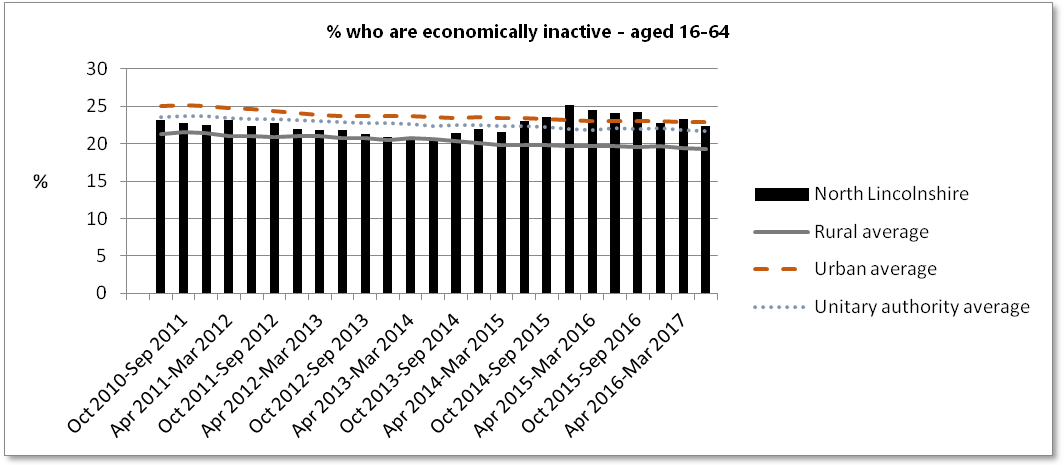 % who are economically inactive - aged 16-64
30
25
20
15
10
5
0
%
Oct 2010-Sep 2011
Apr 2011-Mar 2012
Oct 2011-Sep 2012
Apr 2012-Mar 2013
Oct 2012-Sep 2013
Apr 2013-Mar 2014
Oct 2013-Sep 2014
Apr 2014-Mar 2015
Oct 2014-Sep 2015
Apr 2015-Mar 2016
Oct 2015-Sep 2016
Apr 2016-Mar 2017
North Lincolnshire
Rural average
Urban average
Unitary authority average